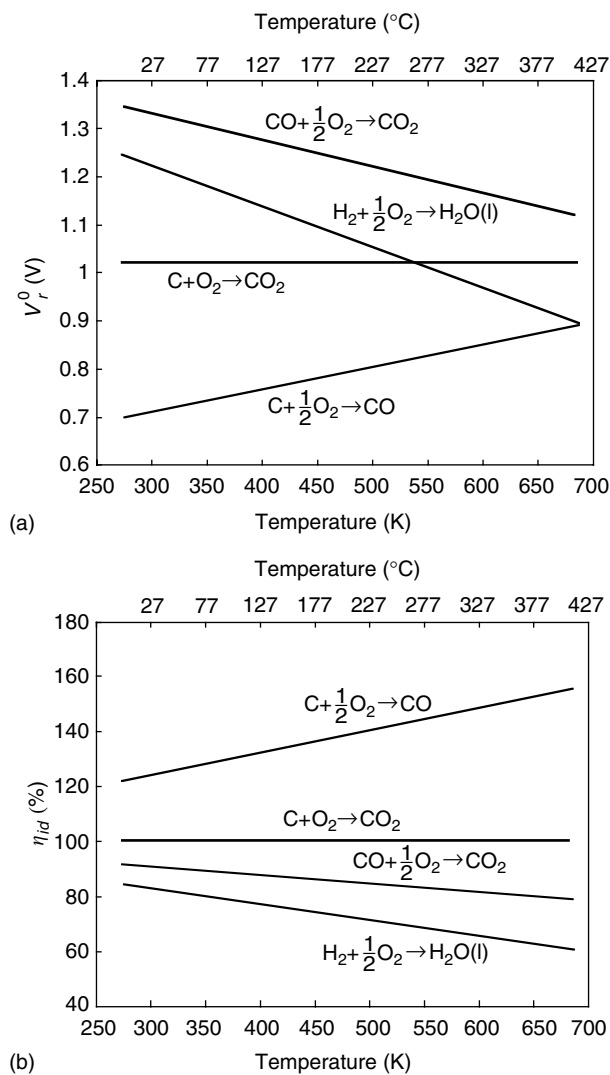 Temperature (°C)
27 77 127 177 227 277 327 377 427
1.4
1.3
1.2
1.1
1
0.9
0.8
0.7
0.6
V_r^0 (V)
CO+1/2O₂→CO₂
H₂+1/2O₂→H₂O(l)
C+O₂→CO₂
C+1/2O₂→CO
250 300 350 400 450 500 550 600 650 700
(a)
Temperature (K)
Temperature (°C)
27 77 127 177 227 277 327 377 427
180
160
140
120
100
80
60
40
η_id (%)
C+1/2O₂→CO
C+O₂→CO₂
CO+1/2O₂→CO₂
H₂+1/2O₂→H₂O(l)
250 300 350 400 450 500 550 600 650 700
(b)
Temperature (K)